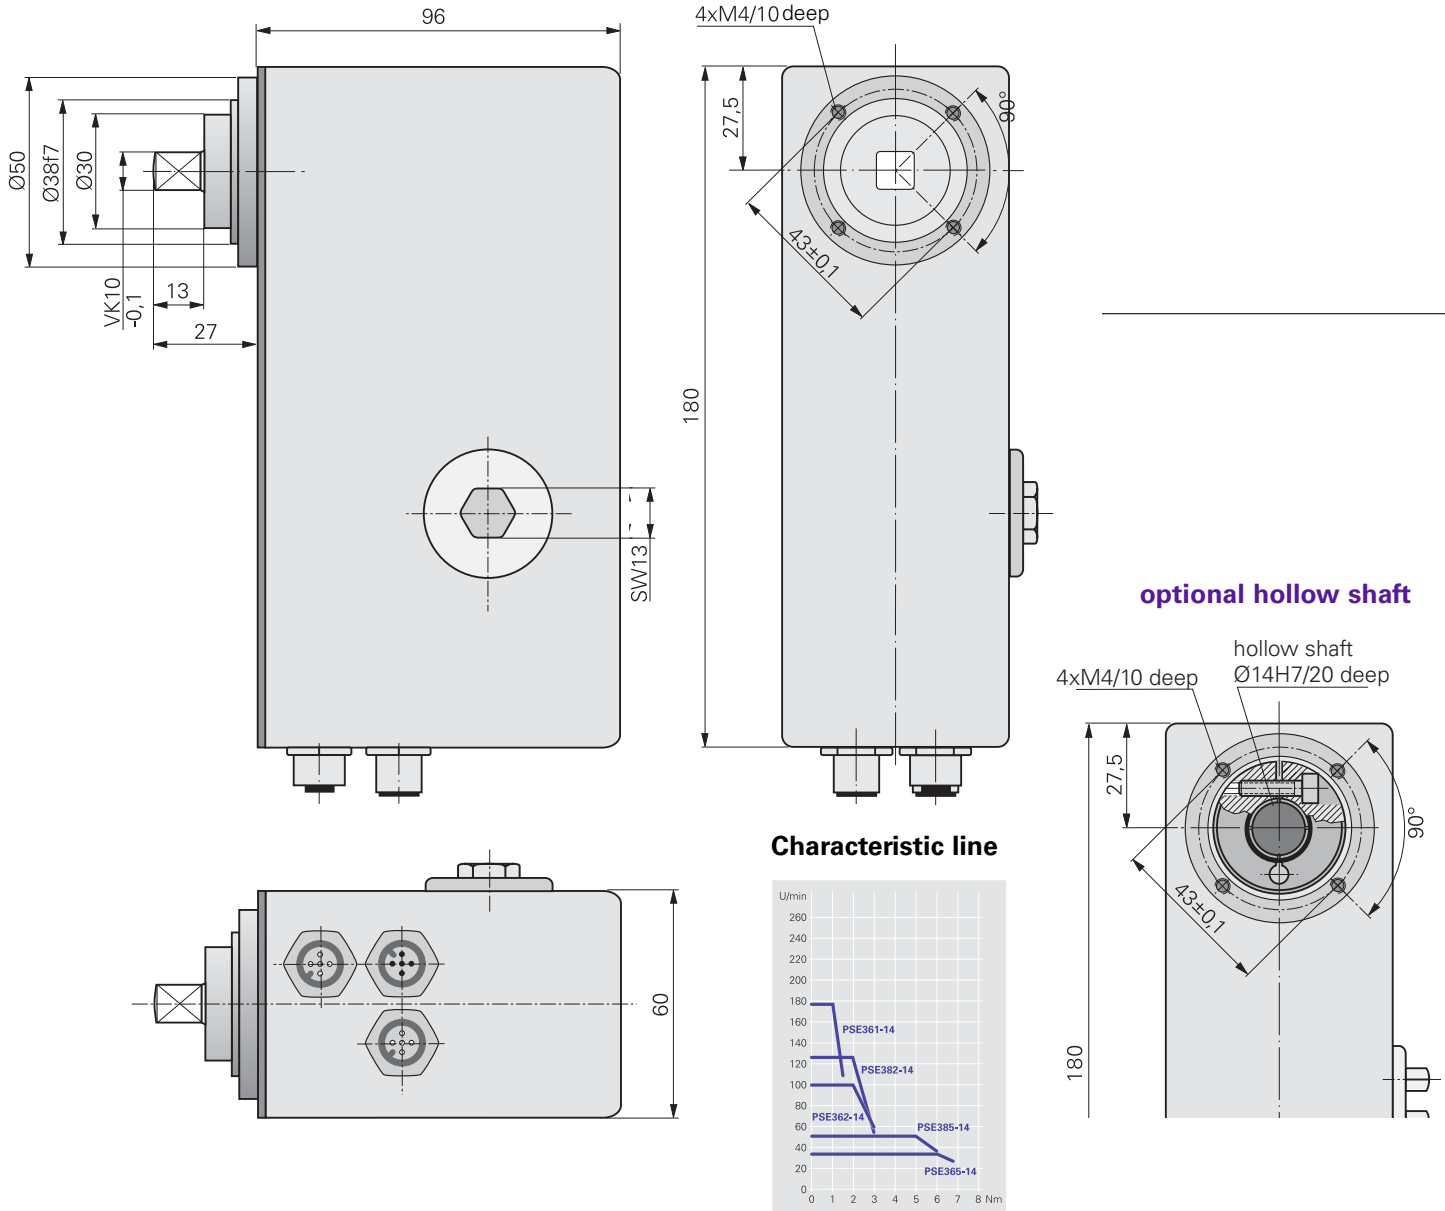 96
Ø50
Ø38f7
Ø30
VK10
-0,1
13
27
SW13
4xM4/10 deep
27,5
90°
43±0,1
180
optional hollow shaft
hollow shaft
Ø14H7/20 deep
4xM4/10 deep
27,5
90°
43±0,1
180
60
Characteristic line
U/min
260
240
220
200
180
160
140
120
100
80
60
40
20
0
PSE361-14
PSE382-14
PSE362-14
PSE385-14
PSE365-14
0 1 2 3 4 5 6 7 8 Nm